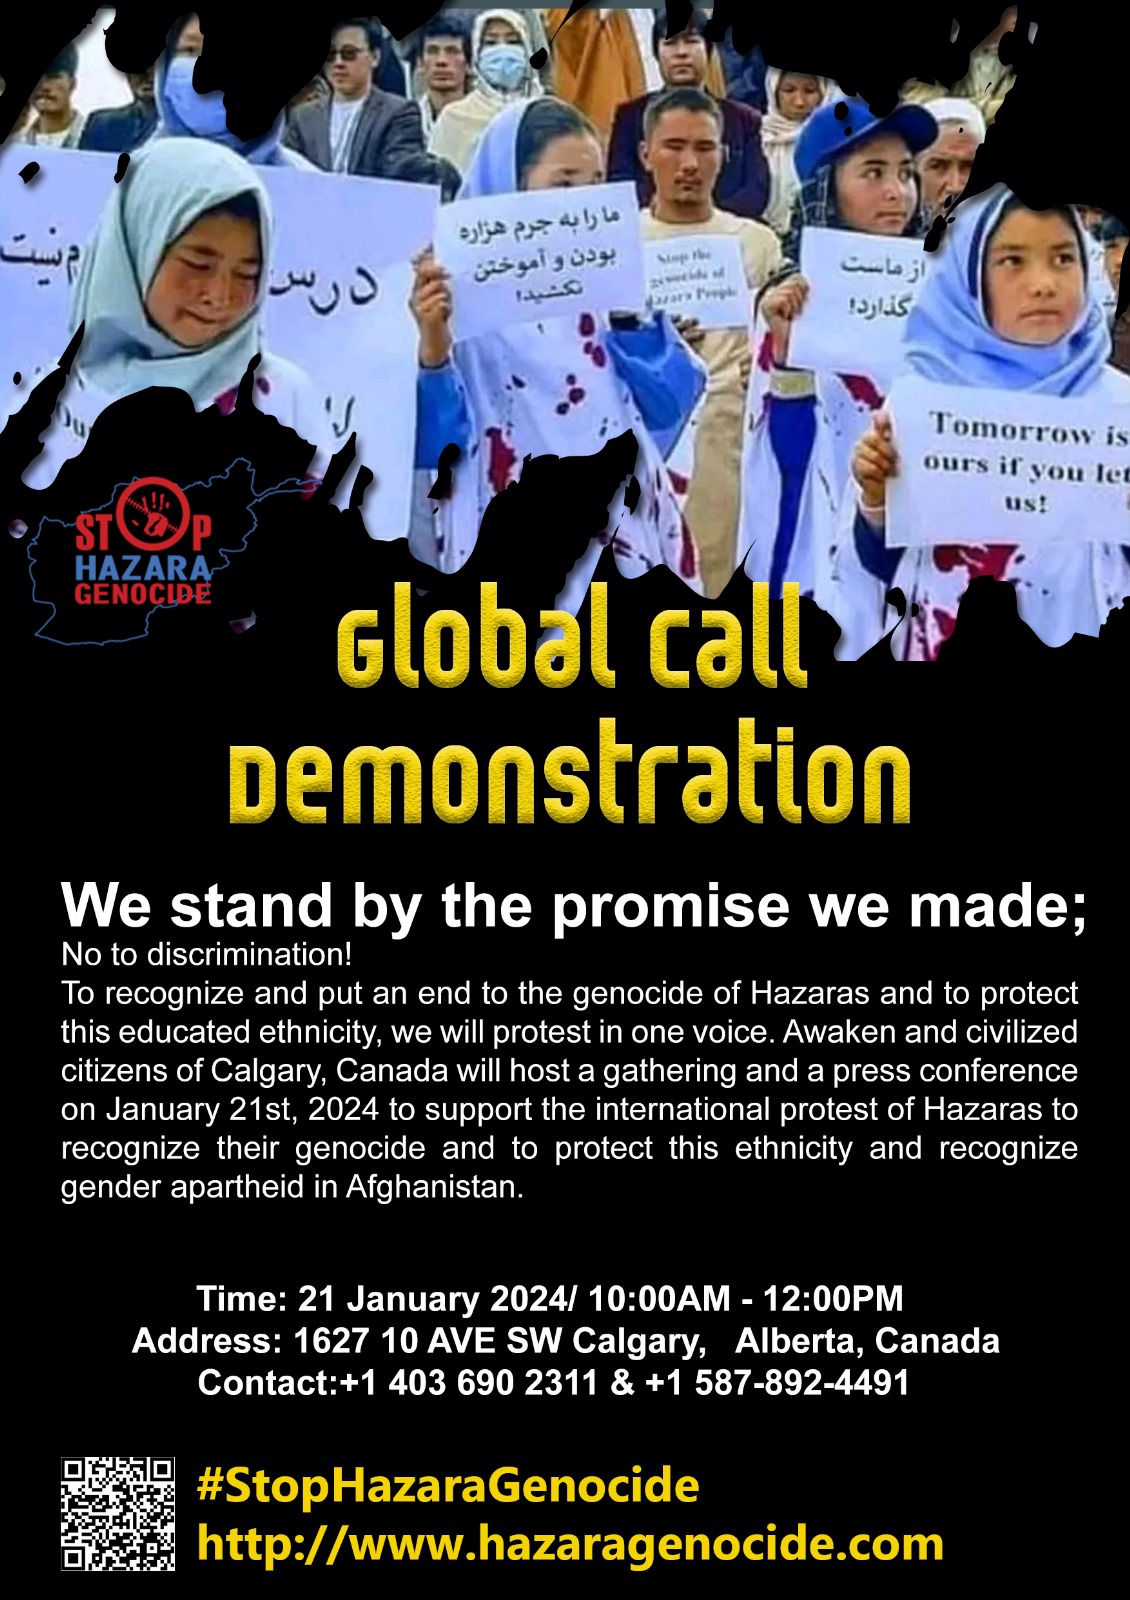 م نیست
درس
ما را به جرم هزاره
بودن و آموختن
نکشید!
Stop the
genocide of
Hazara People
از ماست
گذارد!
Tomorrow is
ours if you let
us!
STOP
HAZARA
GENOCIDE
Global Call
Demonstration
We stand by the promise we made;
No to discrimination!
To recognize and put an end to the genocide of Hazaras and to protect
this educated ethnicity, we will protest in one voice. Awaken and civilized
citizens of Calgary, Canada will host a gathering and a press conference
on January 21st, 2024 to support the international protest of Hazaras to
recognize their genocide and to protect this ethnicity and recognize
gender apartheid in Afghanistan.
Time: 21 January 2024/ 10:00AM - 12:00PM
Address: 1627 10 AVE SW Calgary, Alberta, Canada
Contact:+1 403 690 2311 & +1 587-892-4491
#StopHazaraGenocide
http://www.hazaragenocide.com